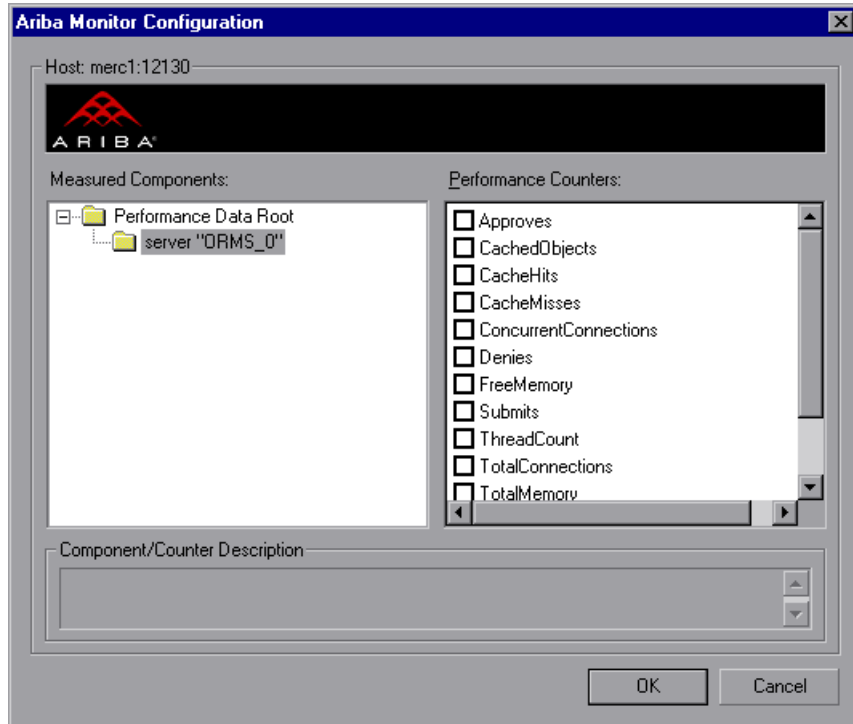 Ariba Monitor Configuration
Host: merc1:12130
ARIBA®
Measured Components:
Performance Data Root
server "ORMS_0"
Performance Counters:
Approves
CachedObjects
CacheHits
CacheMisses
ConcurrentConnections
Denies
FreeMemory
Submits
ThreadCount
TotalConnections
TotalMemory
Component/Counter Description
OK
Cancel